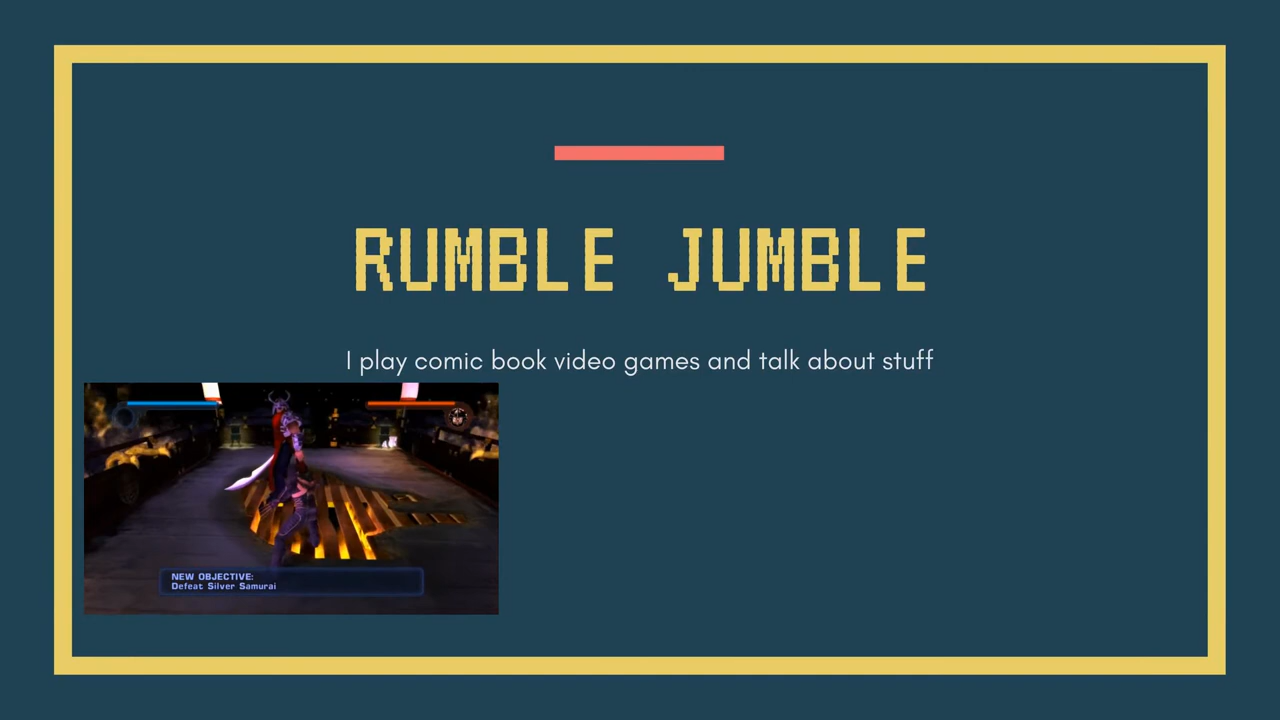 RUMBLE JUMBLE
I play comic book video games and talk about stuff
NEW OBJECTIVE:
Defeat Silver Samurai